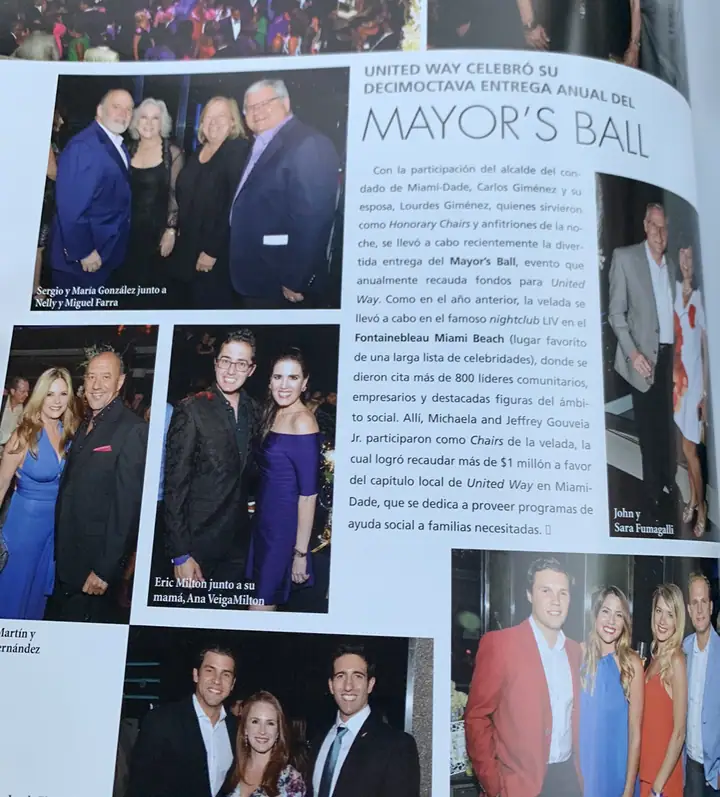 UNITED WAY CELEBRÓ SU
DECIMOCTAVA ENTREGA ANUAL DEL
MAYOR'S BALL
Con la participación del alcalde del con-
dado de Miami-Dade, Carlos Giménez y su
esposa, Lourdes Giménez, quienes sirvieron
como Honorary Chairs y anfitriones de la no-
che, se llevó a cabo recientemente la diver-
tida entrega del Mayor's Ball, evento que
anualmente recauda fondos para United
Way. Como en el año anterior, la velada se
llevó a cabo en el famoso nightclub LIV en el
Fontainebleau Miami Beach (lugar favorito
de una larga lista de celebridades), donde se
dieron cita más de 800 líderes comunitarios,
empresarios y destacadas figuras del ámbi-
to social. Allí, Michaela and Jeffrey Gouveia
Jr. participaron como Chairs de la velada, la
cual logró recaudar más de $1 millón a favor
del capítulo local de United Way en Miami-
Dade, que se dedica a proveer programas de
ayuda social a familias necesitadas.
Sergio y María González junto a
Nelly y Miguel Farra
John y
Sara Fumagalli
Eric Milton junto a su
mamá, Ana VeigaMilton
Martín y